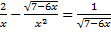 2/x − √(7−6x)/x² = 1/√(7−6x)